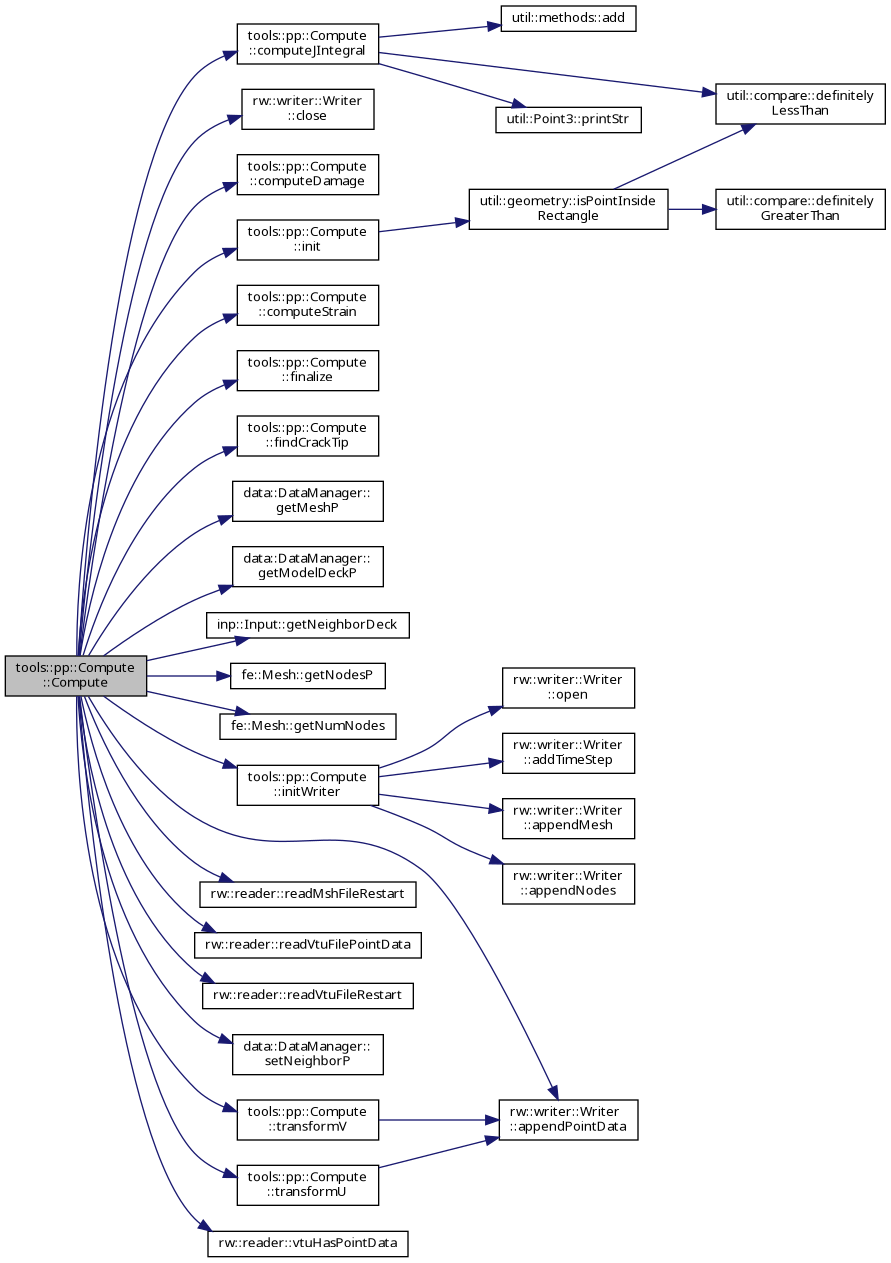 tools::pp::Compute
::Compute
tools::pp::Compute
::computeJIntegral
rw::writer::Writer
::close
tools::pp::Compute
::computeDamage
tools::pp::Compute
::init
tools::pp::Compute
::computeStrain
tools::pp::Compute
::finalize
tools::pp::Compute
::findCrackTip
data::DataManager::
getMeshP
data::DataManager::
getModelDeckP
inp::Input::getNeighborDeck
fe::Mesh::getNodesP
fe::Mesh::getNumNodes
tools::pp::Compute
::initWriter
rw::reader::readMshFileRestart
rw::reader::readVtuFilePointData
rw::reader::readVtuFileRestart
data::DataManager::
setNeighborP
tools::pp::Compute
::transformV
tools::pp::Compute
::transformU
rw::reader::vtuHasPointData
util::methods::add
util::Point3::printStr
util::geometry::isPointInside
Rectangle
rw::writer::Writer
::open
rw::writer::Writer
::addTimeStep
rw::writer::Writer
::appendMesh
rw::writer::Writer
::appendNodes
rw::writer::Writer
::appendPointData
util::compare::definitely
LessThan
util::compare::definitely
GreaterThan